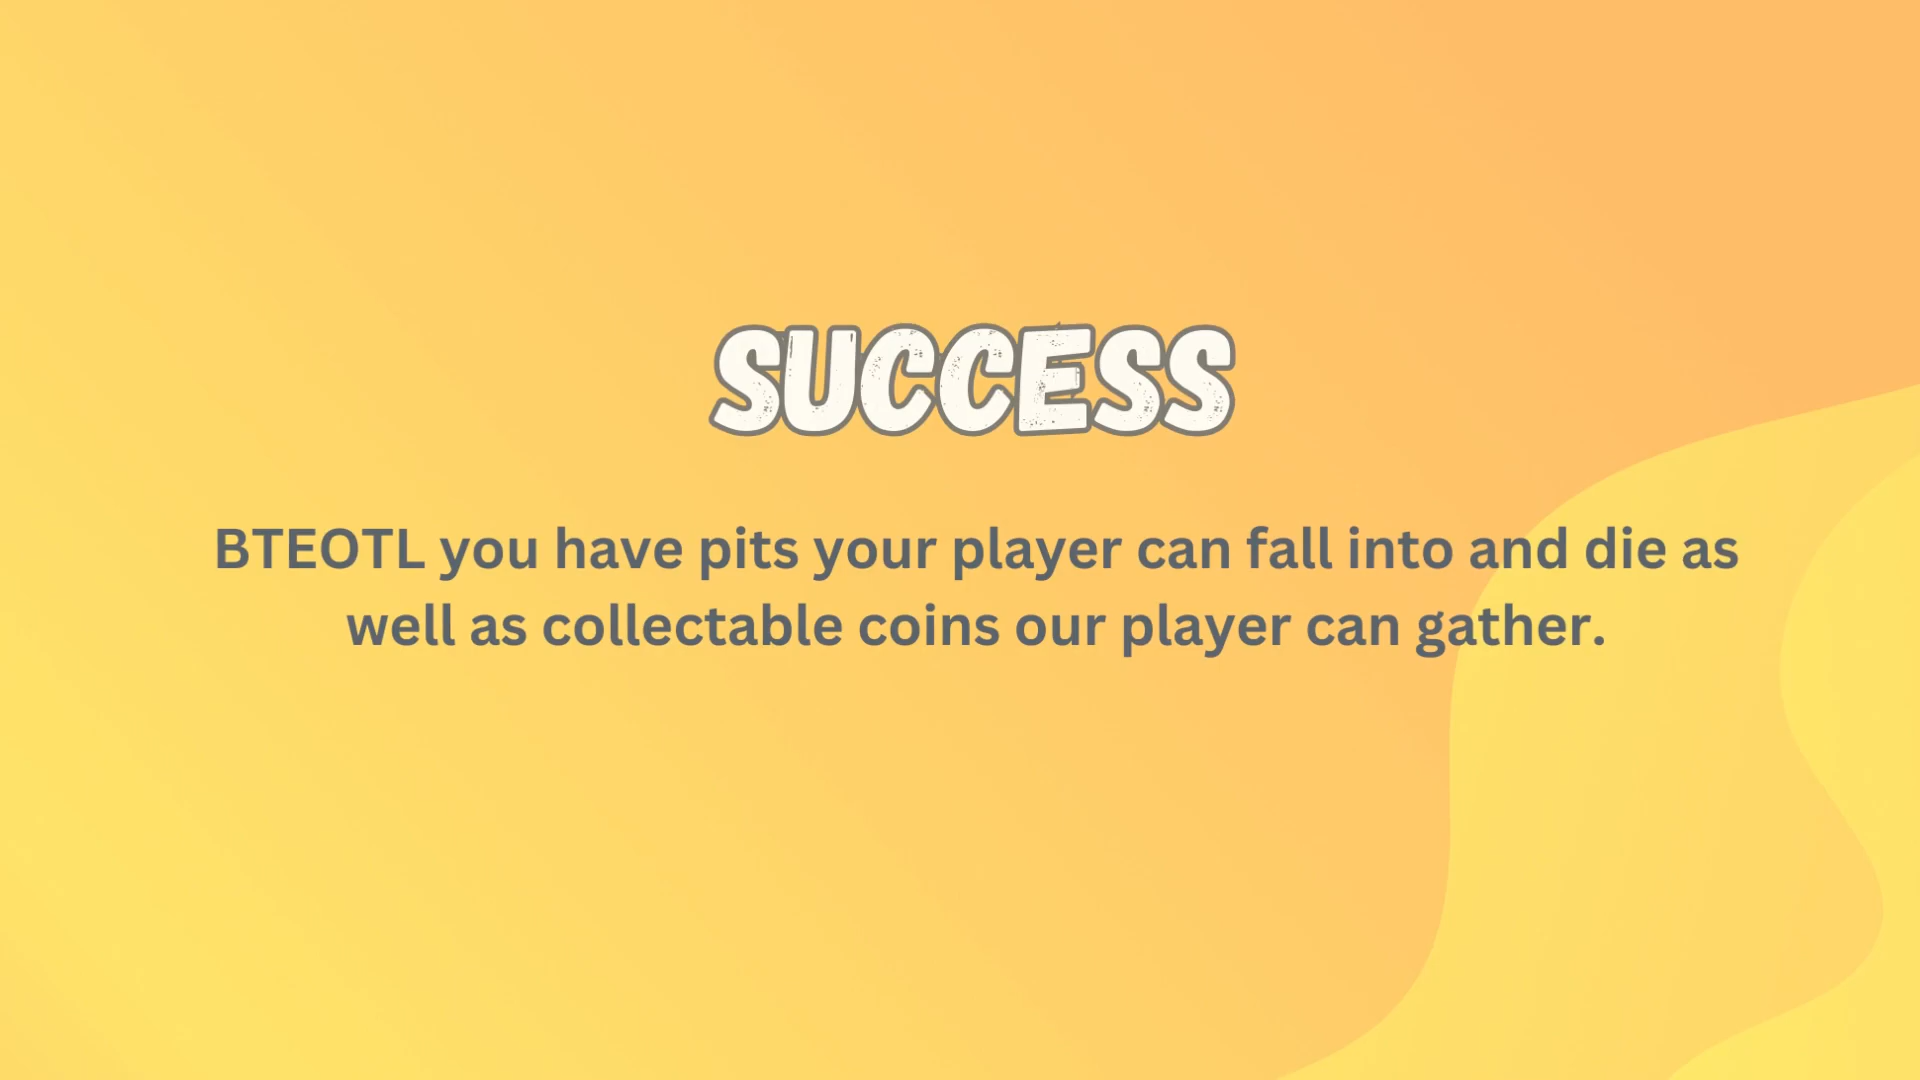 SUCCESS
BTEOTL you have pits your player can fall into and die as
well as collectable coins our player can gather.